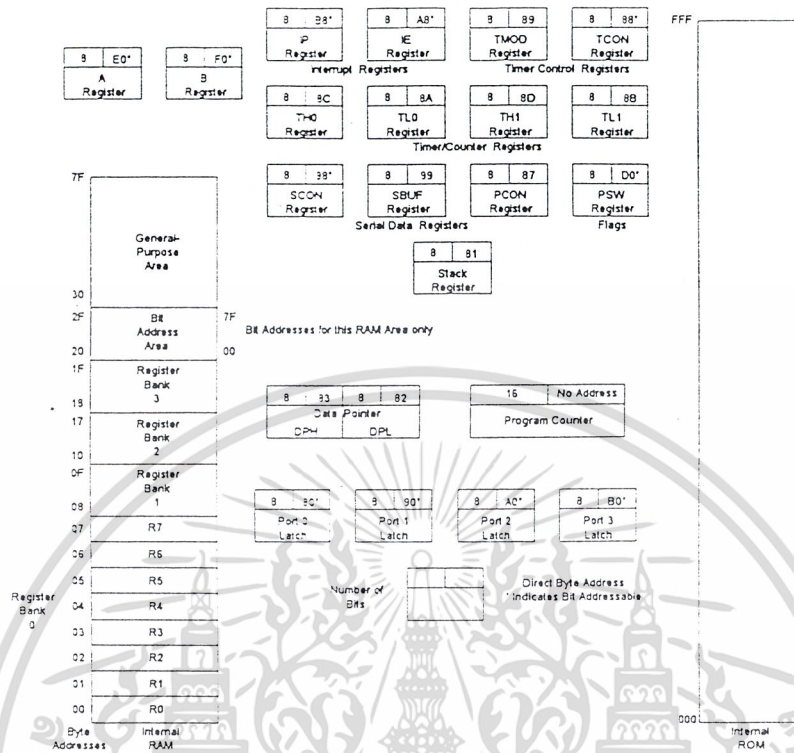 8 E0*
A
Register
8 F0*
B
Register
8 B8*
IP
Register
8 A8*
IE
Register
Interrupt Registers
8 89
TMOD
Register
8 88*
TCON
Register
Timer Control Registers
8 8C
TH0
Register
8 8A
TL0
Register
8 8D
TH1
Register
8 8B
TL1
Register
Timer/Counter Registers
8 98*
SCON
Register
8 99
SBUF
Register
8 87
PCON
Register
Serial Data Registers
8 D0*
PSW
Register
Flags
8 81
Stack
Register
7F
General-
Purpose
Area
30
2F
Bit
Address
Area
20
7F
00
Bit Addresses for this RAM Area only
1F
Register
Bank
3
18
17
Register
Bank
2
10
0F
Register
Bank
1
08
07 R7
06 R6
05 R5
04 R4
03 R3
02 R2
01 R1
00 R0
Register
Bank
0
Byte
Addresses
Internal
RAM
8 83 8 82
Data Pointer
DPH DPL
16 No Address
Program Counter
8 80*
Port 0
Latch
8 90*
Port 1
Latch
8 A0*
Port 2
Latch
8 B0*
Port 3
Latch
Number of
Bits
Direct Byte Address
*Indicates Bit Addressable
FFF
000
Internal
ROM